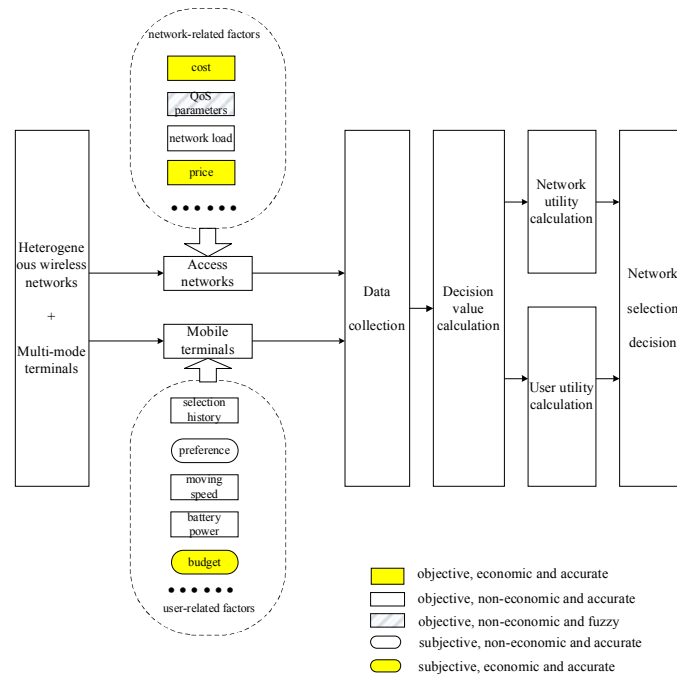 network-related factors
cost
QoS
parameters
network load
price
Heterogene
ous wireless
networks
+
Multi-mode
terminals
Access
networks
Mobile
terminals
selection
history
preference
moving
speed
battery
power
budget
user-related factors
Data
collection
Decision
value
calculation
Network
utility
calculation
User utility
calculation
Network
selection
decision
objective, economic and accurate
objective, non-economic and accurate
objective, non-economic and fuzzy
subjective, non-economic and accurate
subjective, economic and accurate